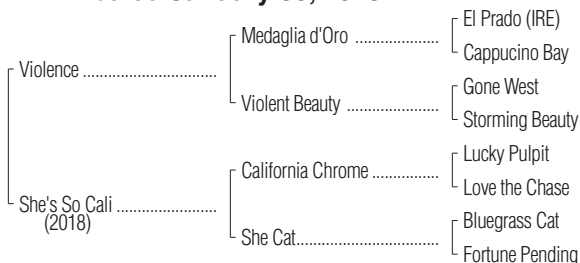 Medaglia d'Oro ....................
El Prado (IRE)
Cappucino Bay
Violence ................................
Violent Beauty ......................
Gone West
Storming Beauty
California Chrome ................
Lucky Pulpit
Love the Chase
She's So Cali ........................
(2018)
She Cat..................................
Bluegrass Cat
Fortune Pending